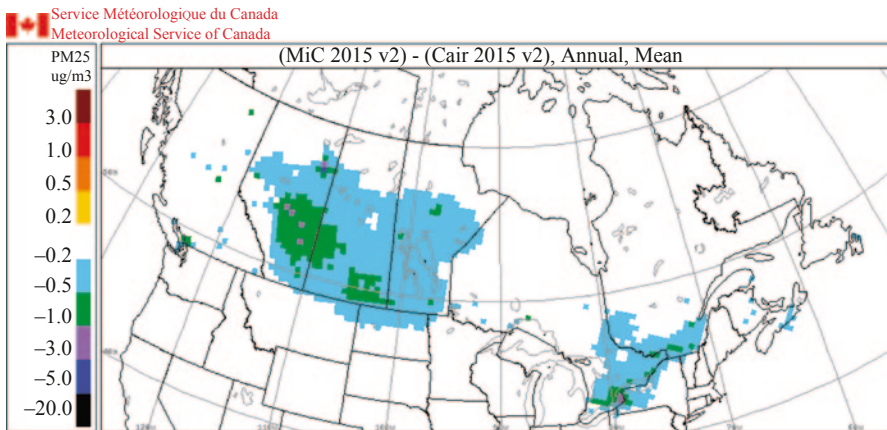 Service Météorologique du Canada
Meteorological Service of Canada
PM25
ug/m3
(MiC 2015 v2) - (Cair 2015 v2), Annual, Mean
3.0
1.0
0.5
0.2
–0.2
–0.5
–1.0
–3.0
–5.0
–20.0